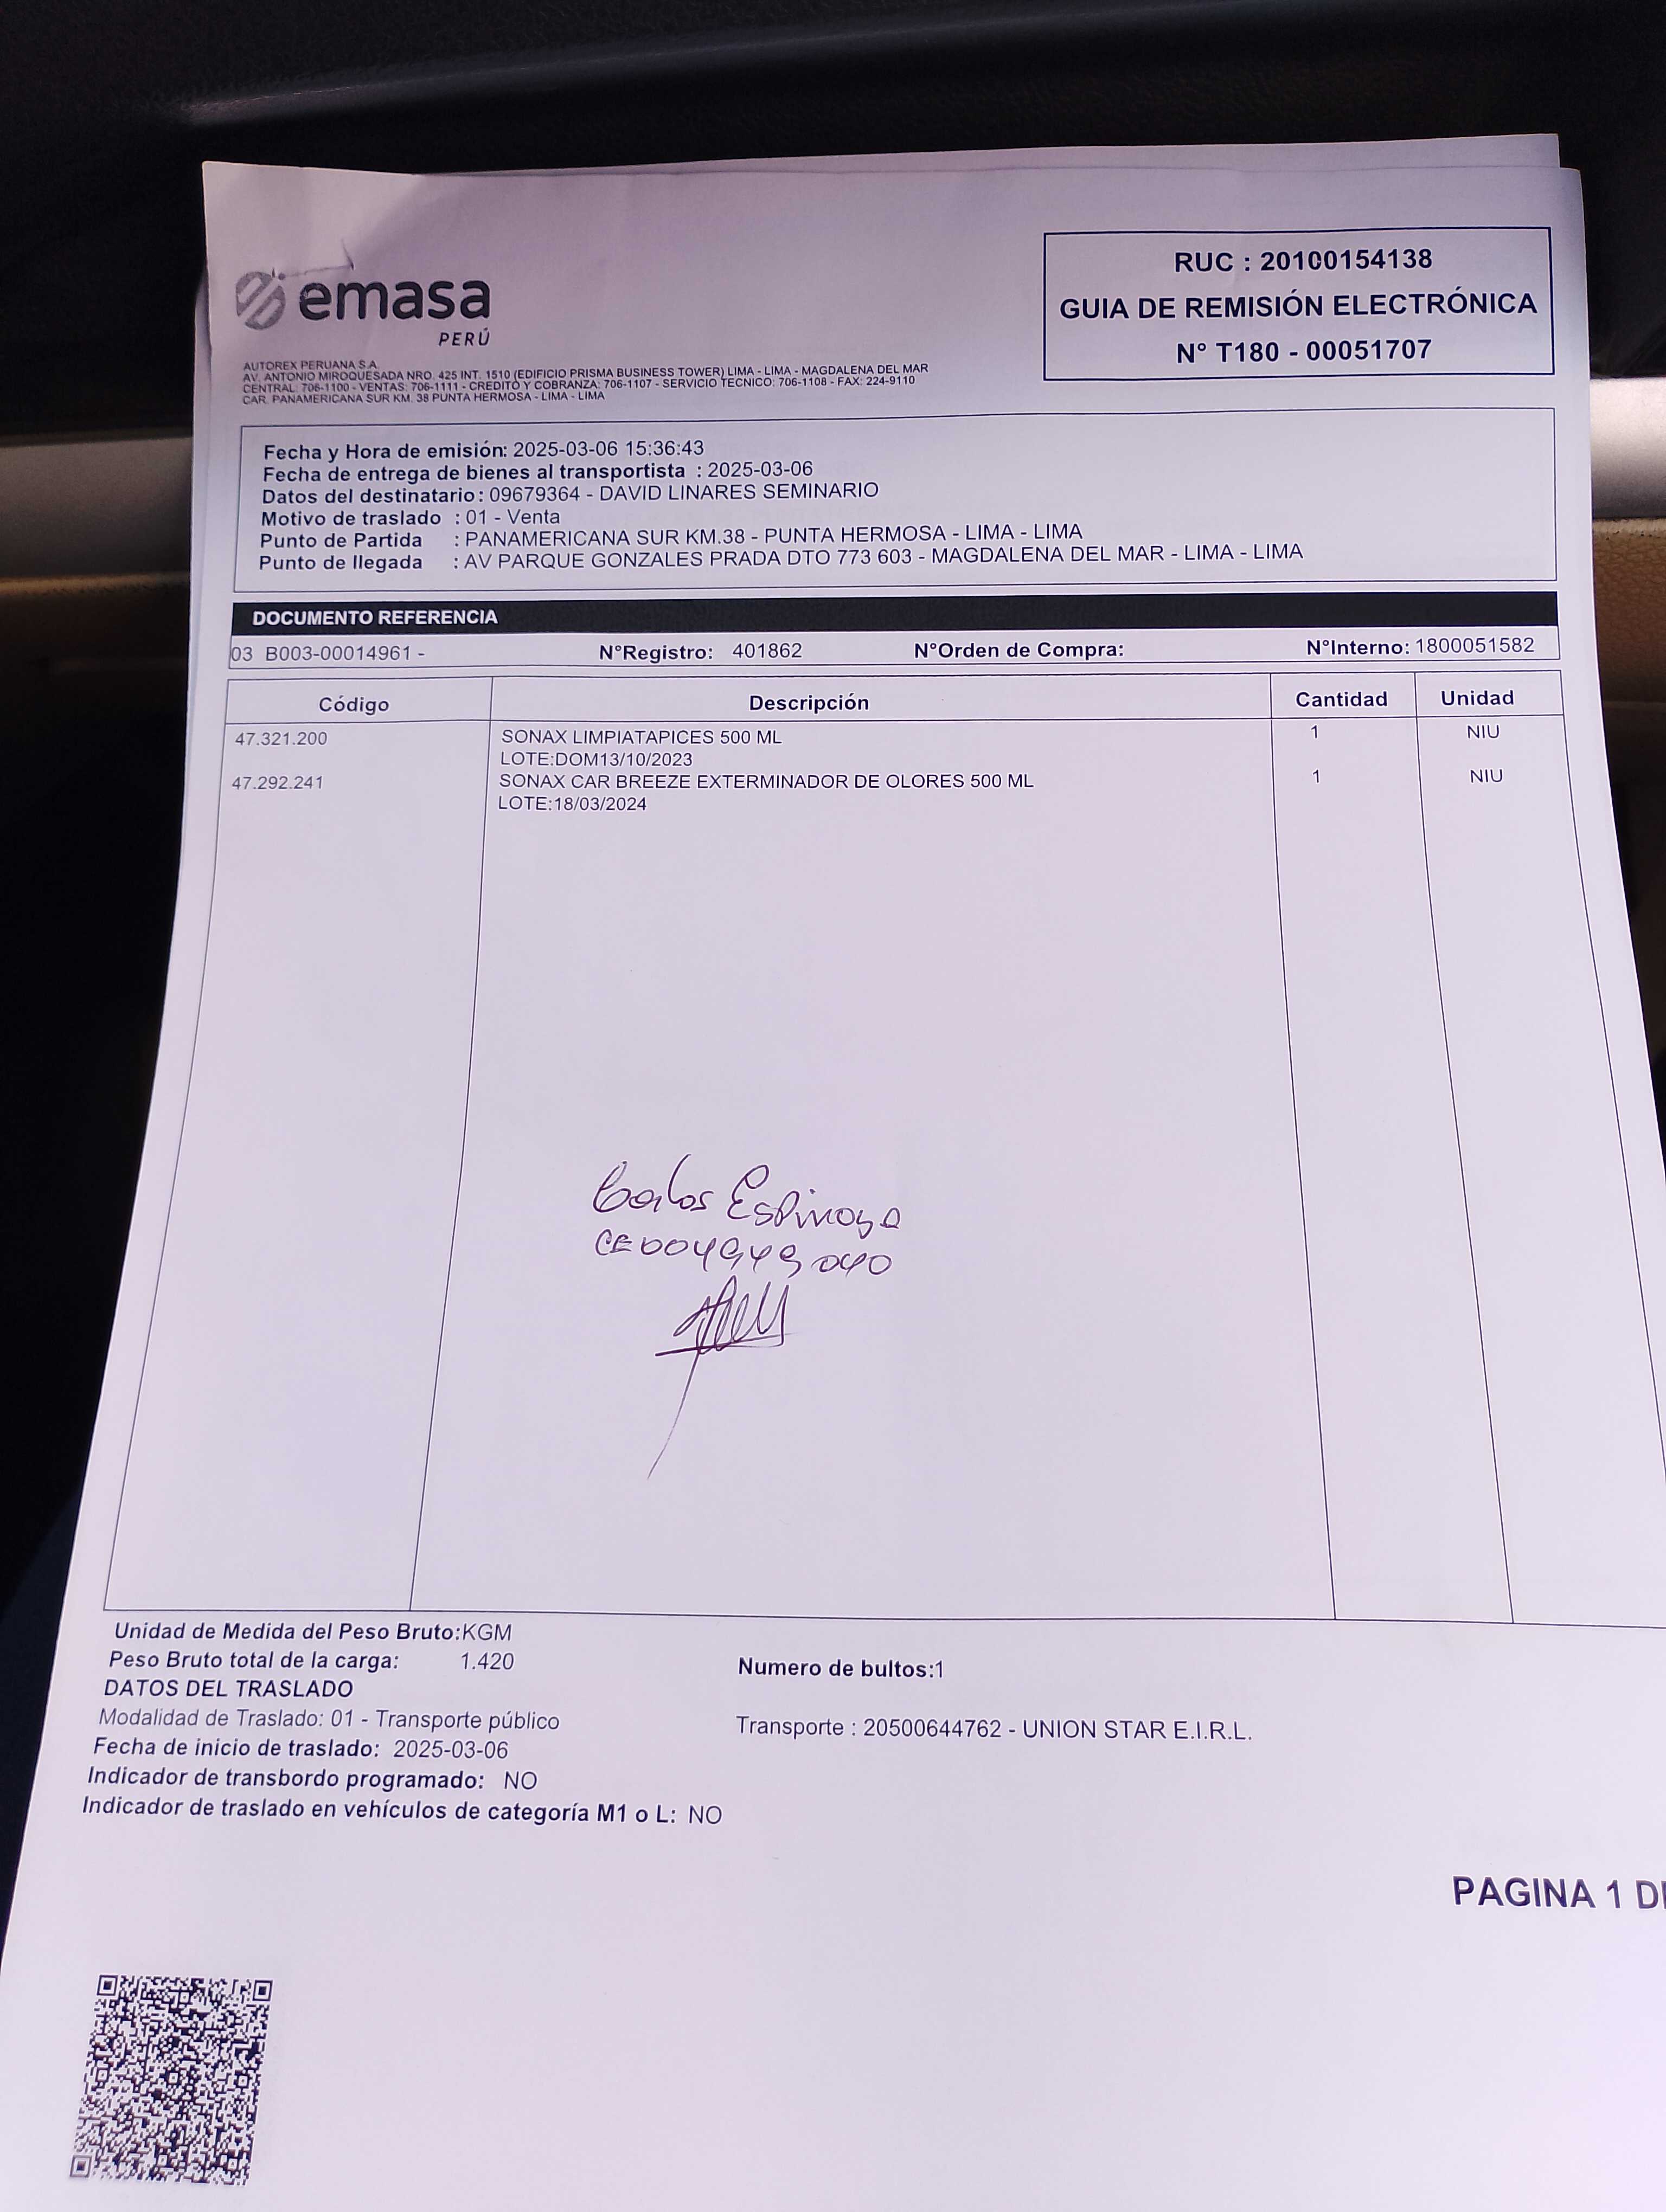 emasa
PERÚ
RUC : 20100154138
GUIA DE REMISIÓN ELECTRÓNICA
N° T180 - 00051707
AUTOREX PERUANA S.A.
AV. ANTONIO MIROQUESADA NRO. 425 INT. 1510 (EDIFICIO PRISMA BUSINESS TOWER) LIMA - LIMA - MAGDALENA DEL MAR
CENTRAL: 706-1100 - VENTAS: 706-1111 - CREDITO Y COBRANZA: 706-1107 - SERVICIO TECNICO: 706-1108 - FAX: 224-9110
CAR. PANAMERICANA SUR KM. 38 PUNTA HERMOSA - LIMA - LIMA
Fecha y Hora de emisión: 2025-03-06 15:36:43
Fecha de entrega de bienes al transportista : 2025-03-06
Datos del destinatario: 09679364 - DAVID LINARES SEMINARIO
Motivo de traslado : 01 - Venta
Punto de Partida : PANAMERICANA SUR KM.38 - PUNTA HERMOSA - LIMA - LIMA
Punto de llegada : AV PARQUE GONZALES PRADA DTO 773 603 - MAGDALENA DEL MAR - LIMA - LIMA
DOCUMENTO REFERENCIA
03 B003-00014961 - N°Registro: 401862 N°Orden de Compra: N°Interno: 1800051582
Código Descripción Cantidad Unidad
47.321.200 SONAX LIMPIATAPICES 500 ML 1 NIU
LOTE:DOM13/10/2023
47.292.241 SONAX CAR BREEZE EXTERMINADOR DE OLORES 500 ML 1 NIU
LOTE:18/03/2024
Carlos Espinoza
Unidad de Medida del Peso Bruto:KGM
Peso Bruto total de la carga: 1.420
Numero de bultos:1
DATOS DEL TRASLADO
Modalidad de Traslado: 01 - Transporte público
Transporte : 20500644762 - UNION STAR E.I.R.L.
Fecha de inicio de traslado: 2025-03-06
Indicador de transbordo programado: NO
Indicador de traslado en vehículos de categoría M1 o L: NO
PAGINA 1 DE